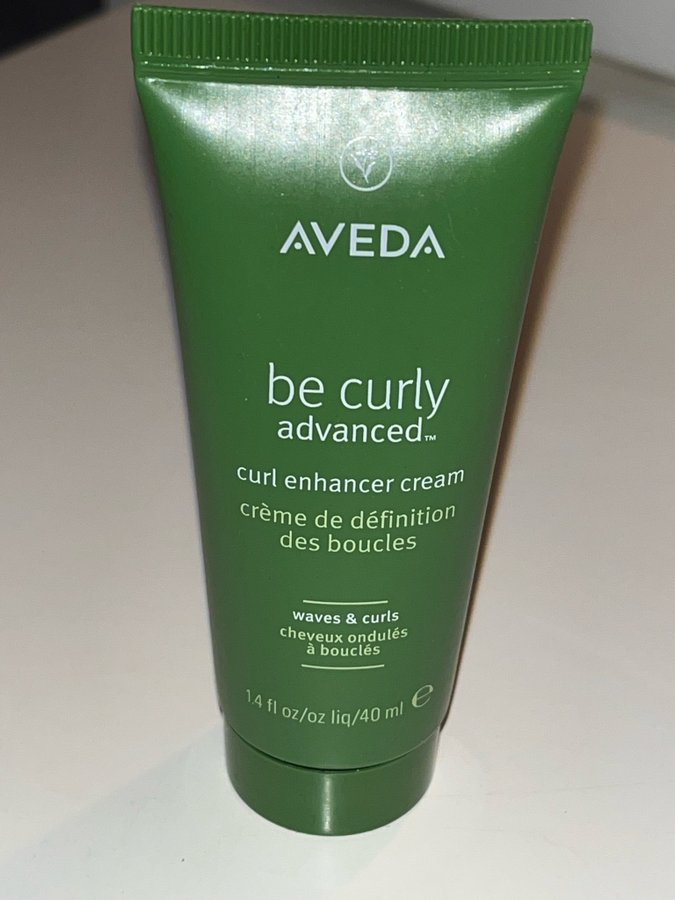 AVEDA
be curly
advanced™
curl enhancer cream
crème de définition
des boucles
waves & curls
cheveux ondulés
à bouclés
1.4 fl oz/oz liq/40 ml ℮